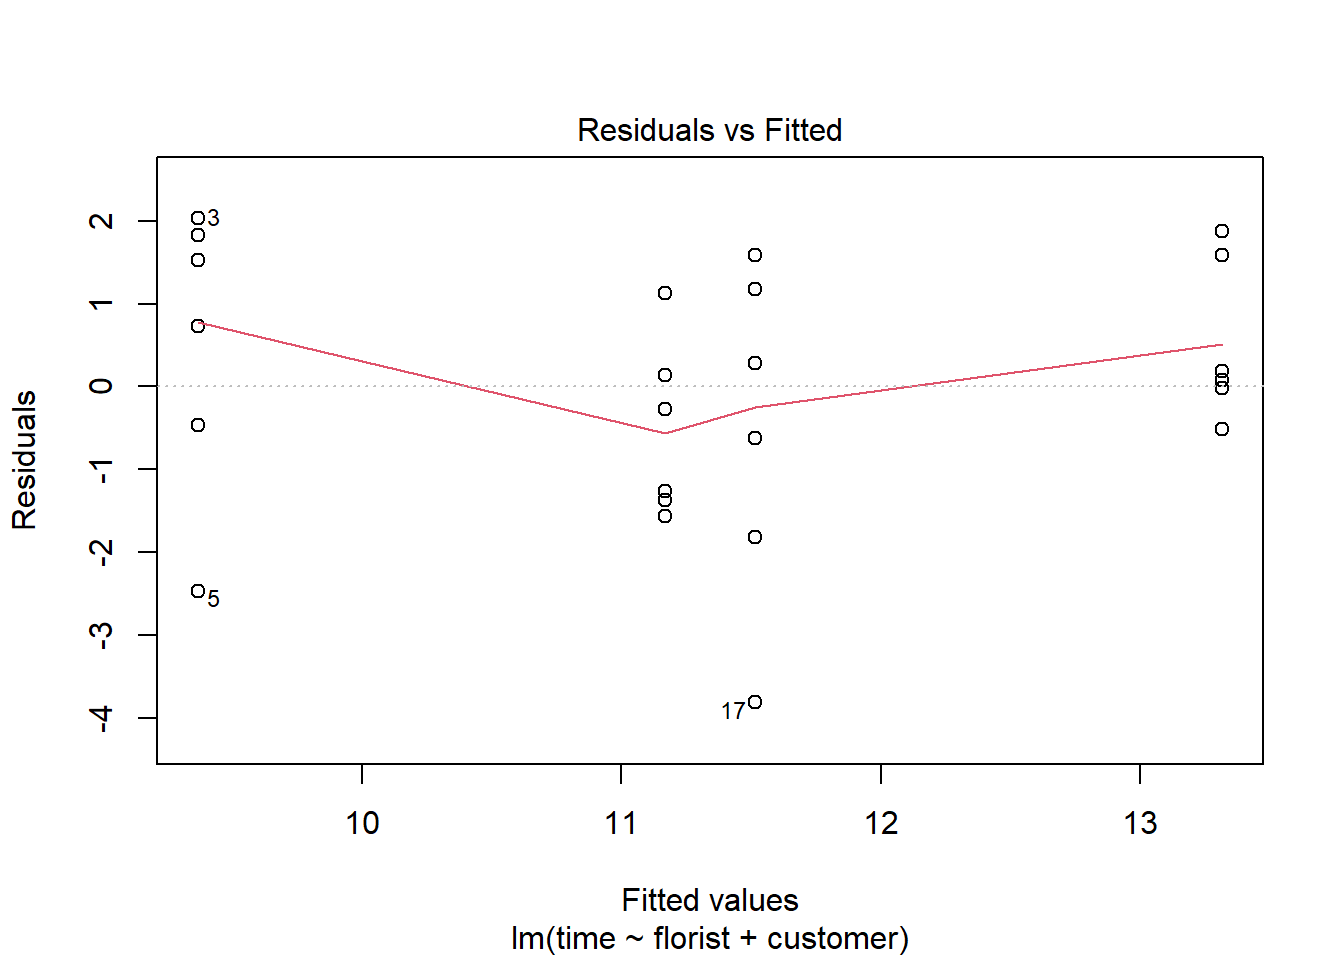 Residuals vs Fitted
Residuals
2
1
0
-1
-2
-3
-4
3
5
17
10 11 12 13
Fitted values
lm(time ~ florist + customer)